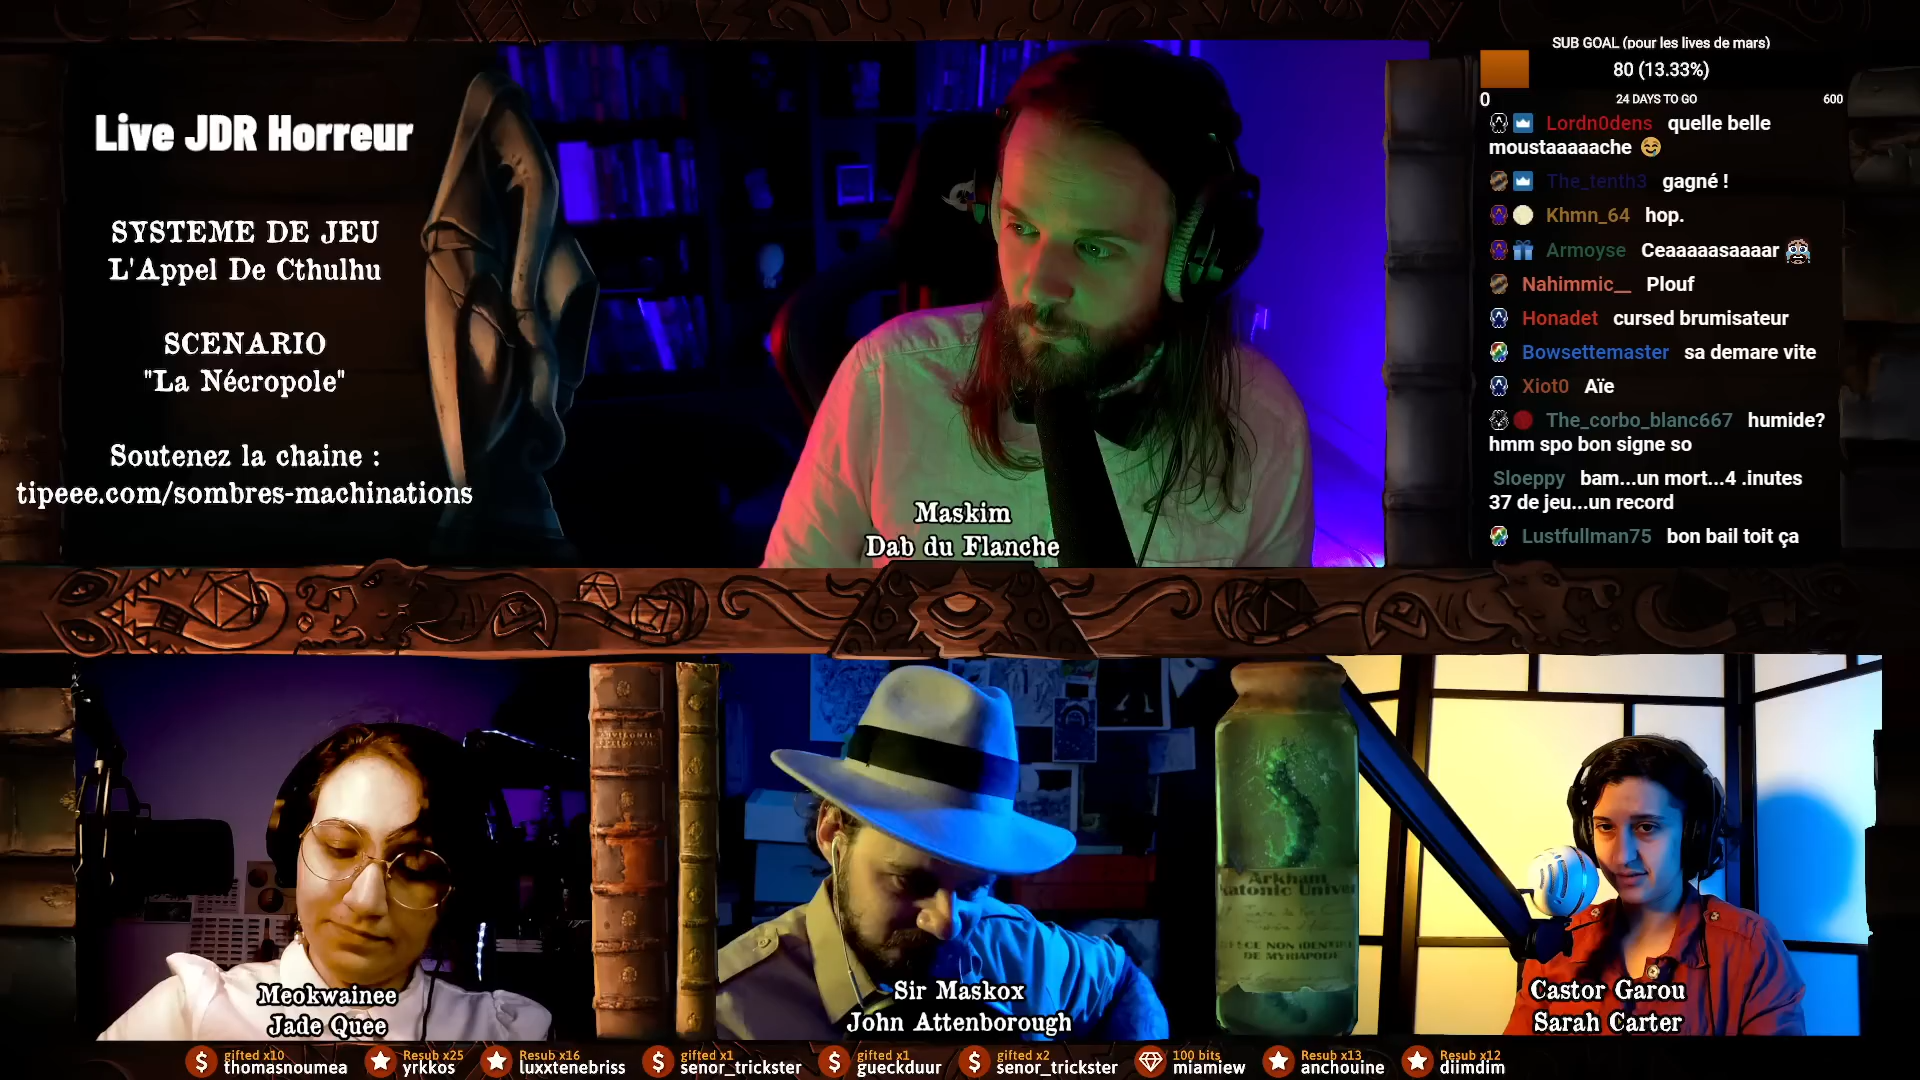 Live JDR Horreur
SYSTEME DE JEU
L'Appel De Cthulhu
SCENARIO
"La Nécropole"
Soutenez la chaine :
tipeee.com/sombres-machinations
Maskim
Dab du Flanche
SUB GOAL (pour les lives de mars)
80 (13.33%)
0
24 DAYS TO GO
600
Lordn0dens quelle belle
moustaaaaache
The_tenth3 gagné !
Khmn_64 hop.
Armoyse Ceaaaaasaaaar
Nahimmic__ Plouf
Honadet cursed brumisateur
Bowsettemaster sa demare vite
Xiot0 Aïe
The_corbo_blanc667 humide?
hmm spo bon signe so
Sloeppy bam...un mort...4 .inutes
37 de jeu...un record
Lustfullman75 bon bail toit ça
Meokwainee
Jade Quee
Sir Maskox
John Attenborough
Arkham
katonic Univer
NON IDENTIF
DE MYRIAPODE
Castor Garou
Sarah Carter
gifted x10
thomasnoumea
Resub x25
yrkkos
Resub x16
luxxtenebriss
gifted x1
senor_trickster
gifted x1
gueckduur
gifted x2
senor_trickster
100 bits
miamiew
Resub x13
anchouine
Resub x12
diimdim